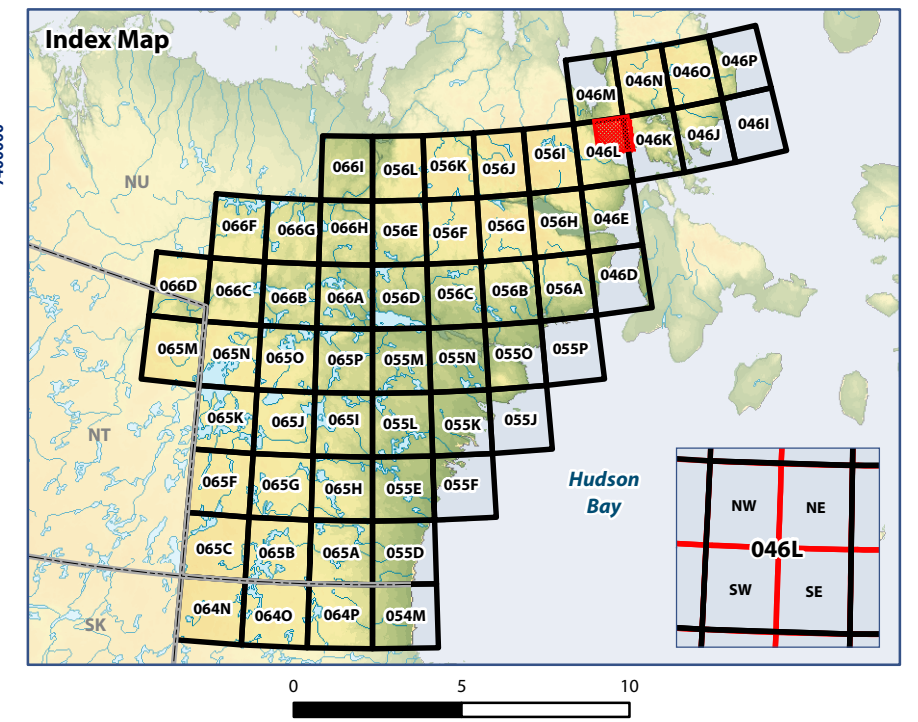 Index Map
046M 046N 046O 046P
066I 056L 056K 056J 056I 046L 046K 046J 046I
NU
066F 066G 066H 056E 056F 056G 056H 046E
066D 066C 066B 066A 056D 056C 056B 056A 046D
065M 065N 065O 065P 055M 055N 055O 055P
065K 065J 065I 055L 055K 055J
NT
065F 065G 065H 055E 055F
Hudson
Bay
065C 065B 065A 055D
064N 064O 064P 054M
SK
NW NE
046L
SW SE
0 5 10